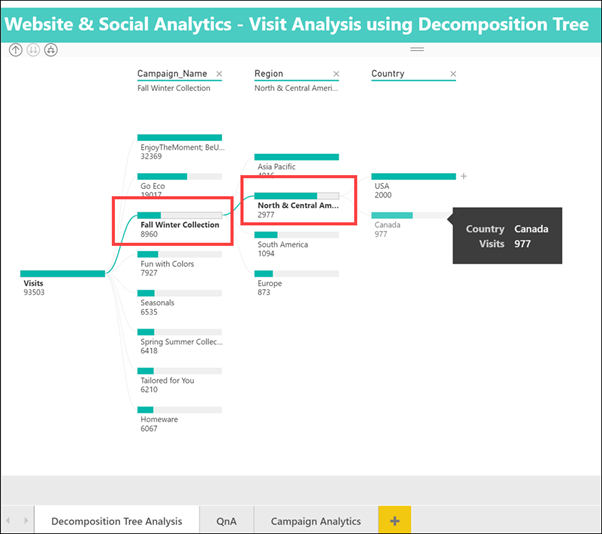 Website & Social Analytics - Visit Analysis using Decomposition Tree
Campaign_Name
Fall Winter Collection
Region
North & Central Ameri...
Country
Visits
93503
EnjoyTheMoment; BeU...
32369
Go Eco
19017
Fall Winter Collection
8960
Fun with Colors
7927
Seasonals
6535
Spring Summer Collec...
6418
Tailored for You
6210
Homeware
6067
Asia Pacific
4016
North & Central Am...
2977
South America
1094
Europe
873
USA
2000
Canada
977
Country Canada
Visits 977
Decomposition Tree Analysis
QnA
Campaign Analytics
+